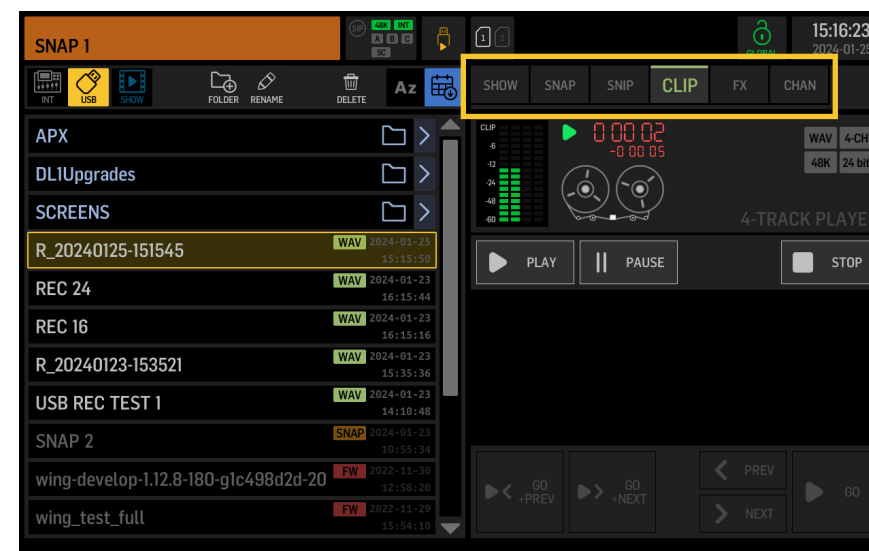 SNAP 1
SIP
48K INT
A B C
SC
1 2
GLOBAL
15:16:23
2024-01-25
INT
USB
SHOW
FOLDER
RENAME
DELETE
Az
SHOW
SNAP
SNIP
CLIP
FX
CHAN
APX
DL1Upgrades
SCREENS
R_20240125-151545
WAV 2024-01-25
15:15:50
REC 24
WAV 2024-01-23
16:15:44
REC 16
WAV 2024-01-23
16:15:16
R_20240123-153521
WAV 2024-01-23
15:35:36
USB REC TEST 1
WAV 2024-01-23
14:10:48
SNAP 2
SNAP 2024-01-23
10:55:34
wing-develop-1.12.8-180-g1c498d2d-20
FW 2022-11-30
12:58:20
wing_test_full
FW 2022-11-29
15:54:10
CLIP
-6
-12
-24
-48
-60
0 00 02
-0 00 05
WAV
4-CH
48K
24 bit
4-TRACK PLAYE
PLAY
PAUSE
STOP
GO
+PREV
GO
+NEXT
PREV
NEXT
GO